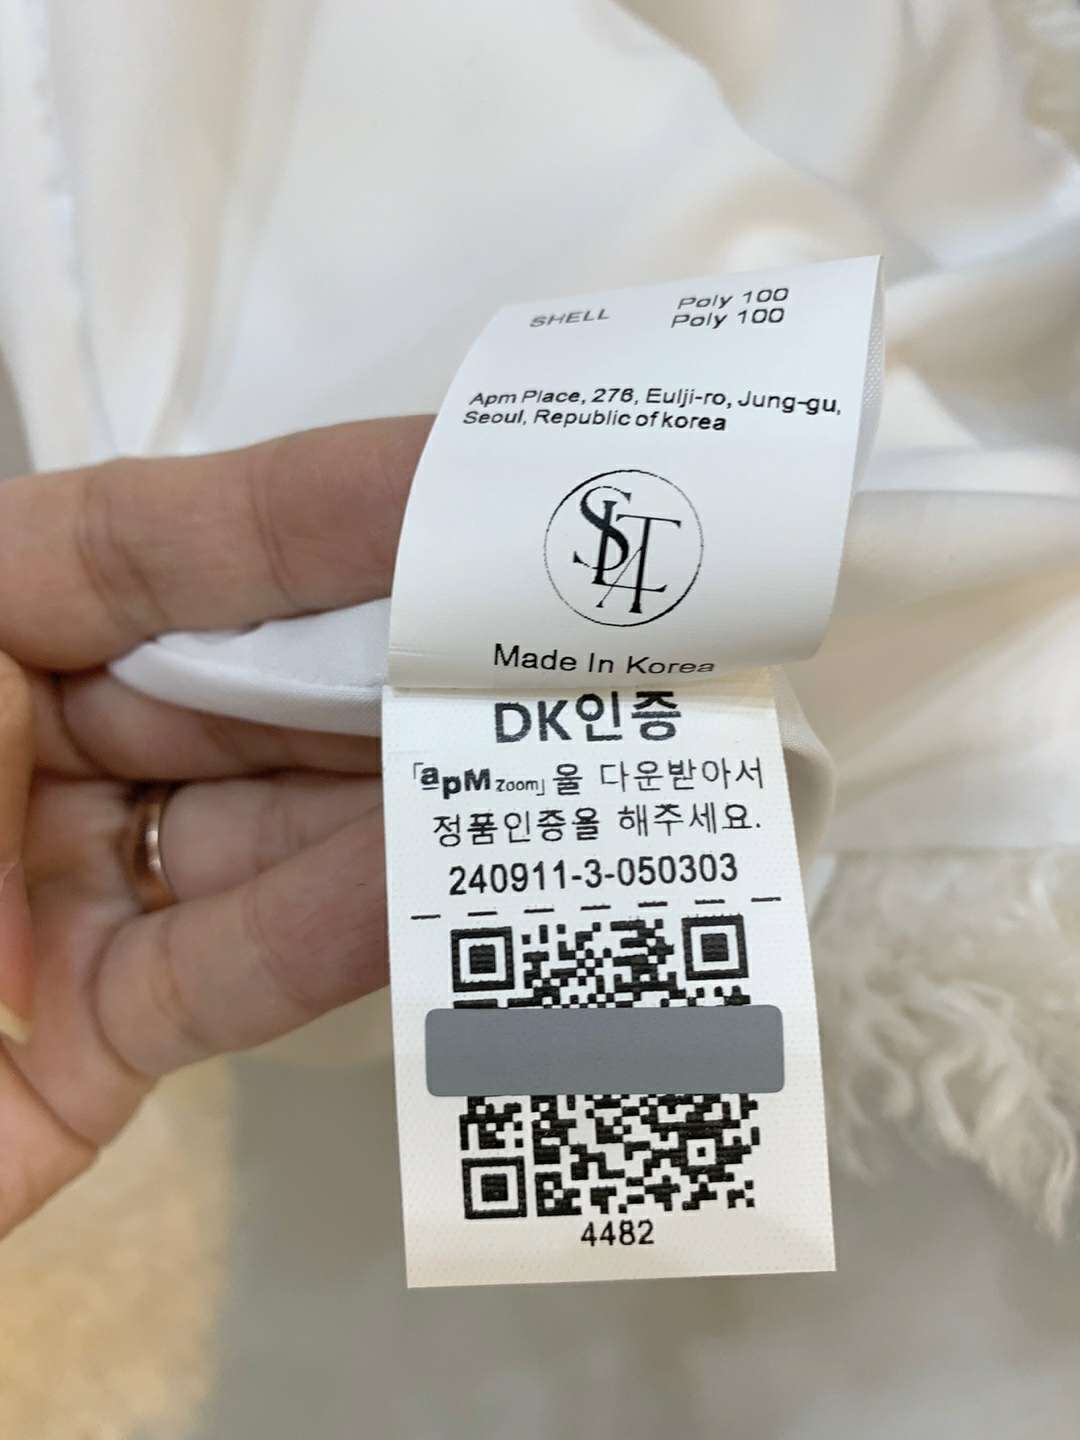 SHELL Poly 100
Poly 100
Apm Place, 276, Eulji-ro, Jung-gu,
Seoul, Republic of korea
SLAT
Made In Korea
DK인증
「apM Zoom」울 다운받아서
정품인증을 해주세요.
240911-3-050303
4482